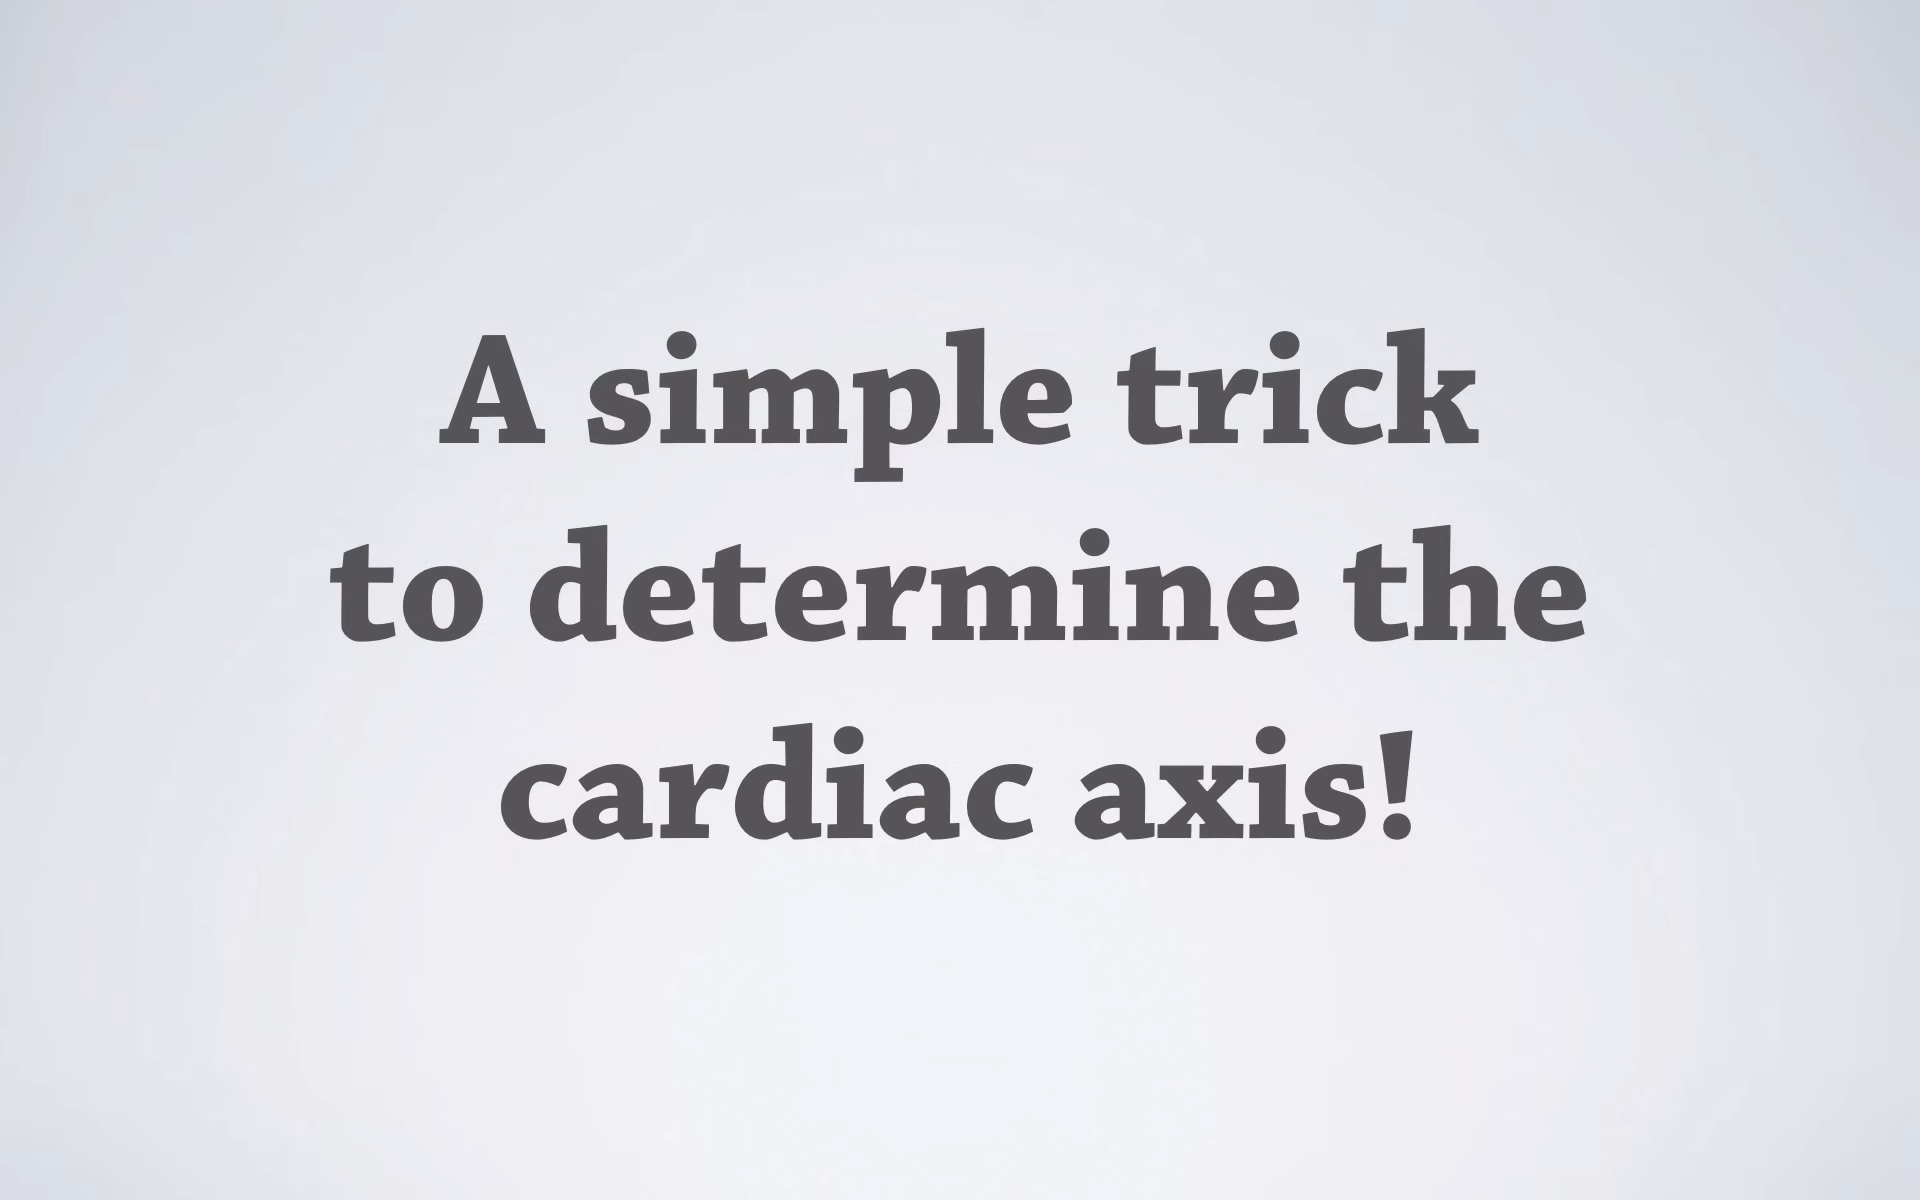 A simple trick
to determine the
cardiac axis!